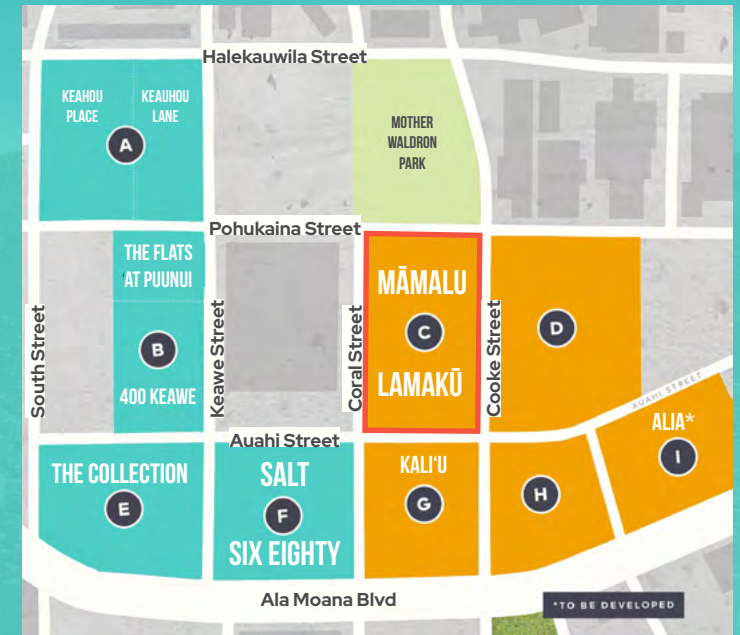 Halekauwila Street
KEAHOU
PLACE
KEAUHOU
LANE
A
MOTHER
WALDRON
PARK
Pohukaina Street
THE FLATS
AT PUUNUI
B
400 KEAWE
South Street
Keawe Street
Coral Street
MĀMALU
C
LAMAKŪ
Cooke Street
D
AUAHI STREET
ALIA*
I
Auahi Street
THE COLLECTION
E
SALT
F
SIX EIGHTY
KALIʻU
G
H
Ala Moana Blvd
*TO BE DEVELOPED